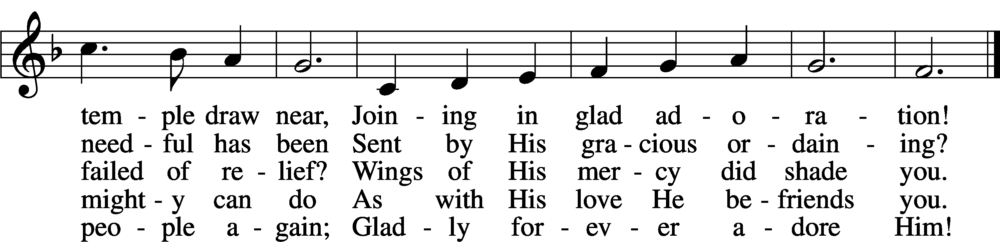 tem - ple draw near, Join - ing in glad ad - o - ra - tion!
need - ful has been Sent by His gra - cious or - dain - ing?
failed of re - lief? Wings of His mer - cy did shade you.
might - y can do As with His love He be - friends you.
peo - ple a - gain; Glad - ly for - ev - er a - dore Him!